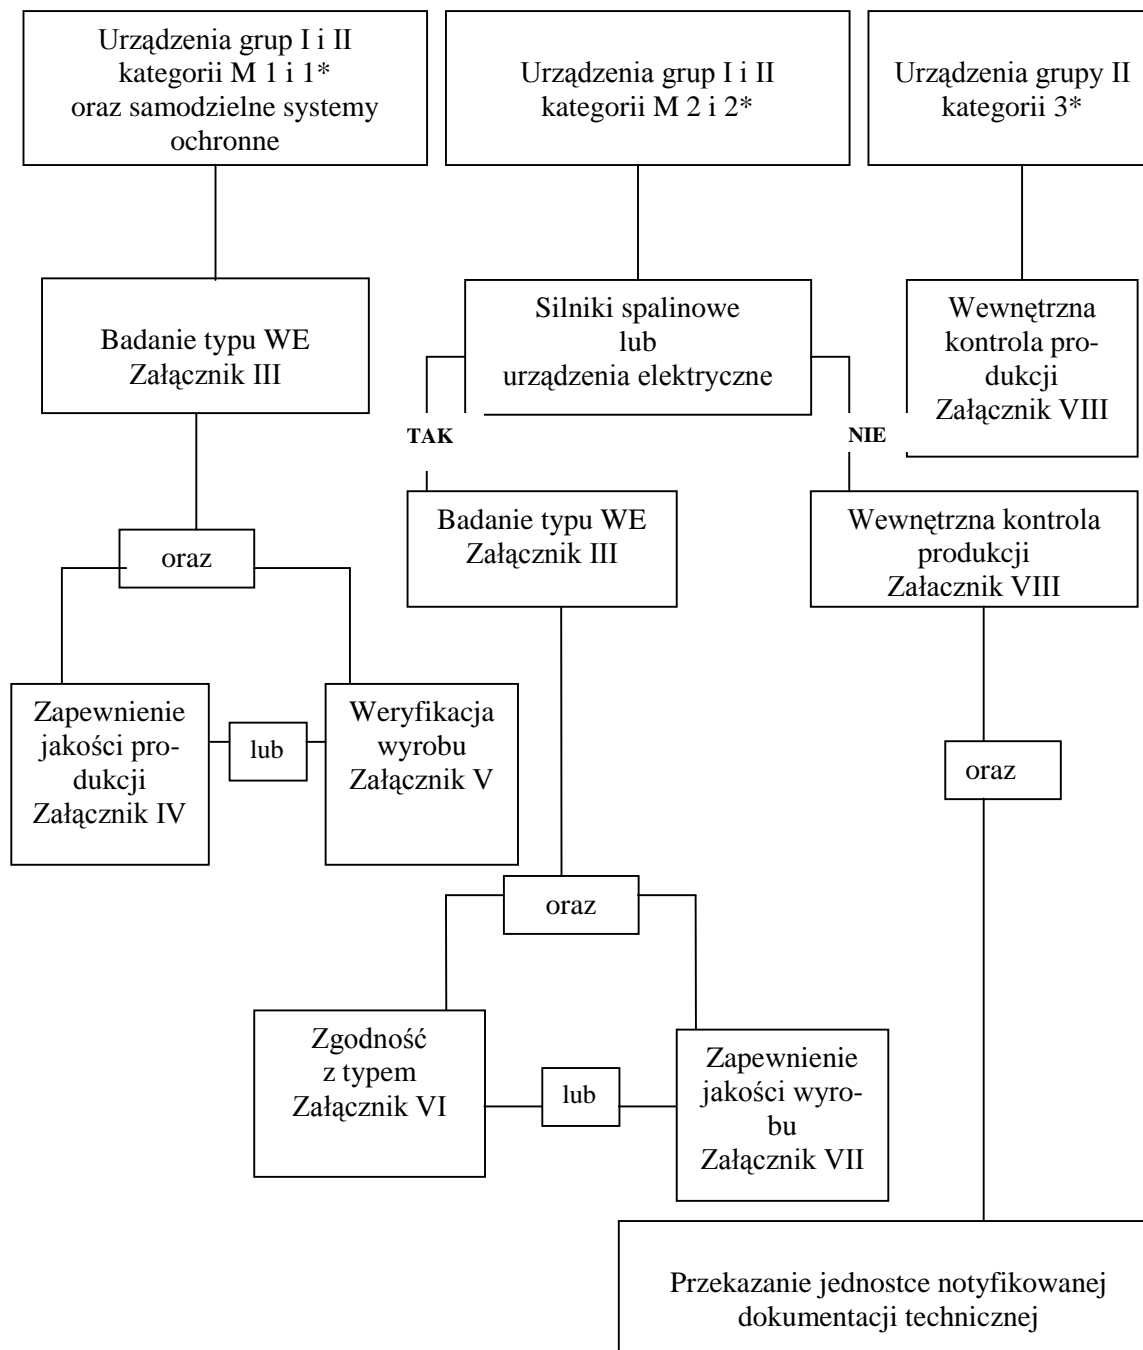 Urządzenia grup I i II
kategorii M 1 i 1*
oraz samodzielne systemy
ochronne
Urządzenia grup I i II
kategorii M 2 i 2*
Urządzenia grupy II
kategorii 3*
Badanie typu WE
Załącznik III
Silniki spalinowe
lub
urządzenia elektryczne
Wewnętrzna
kontrola pro-
dukcji
Załącznik VIII
TAK
NIE
Badanie typu WE
Załącznik III
Wewnętrzna kontrola
produkcji
Załacznik VIII
oraz
Zapewnienie
jakości pro-
dukcji
Załącznik IV
lub
Weryfikacja
wyrobu
Załącznik V
oraz
oraz
Zgodność
z typem
Załącznik VI
lub
Zapewnienie
jakości wyro-
bu
Załącznik VII
Przekazanie jednostce notyfikowanej
dokumentacji technicznej